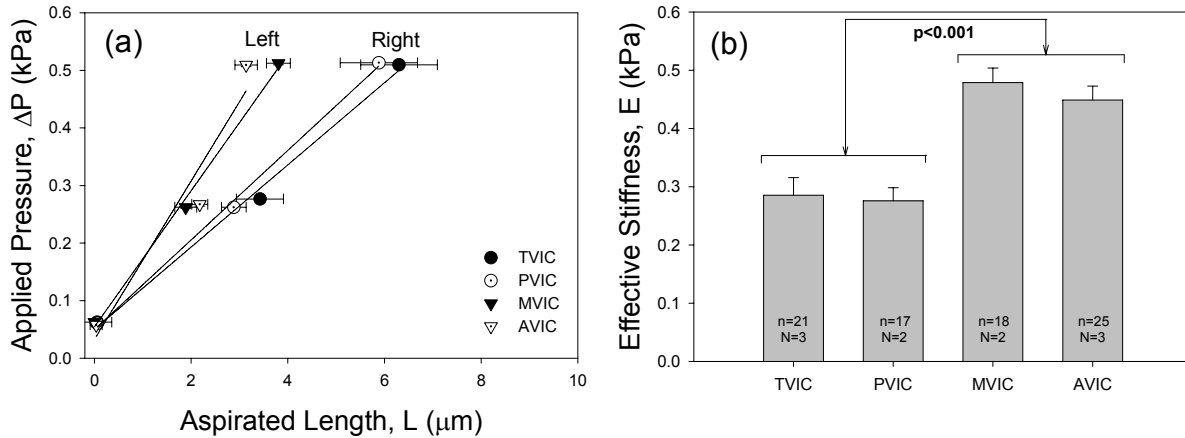 (a)
Left
Right
Applied Pressure, ΔP (kPa)
0.6
0.5
0.4
0.3
0.2
0.1
0.0
TVIC
PVIC
MVIC
AVIC
0
2
4
6
8
10
Aspirated Length, L (μm)
(b)
p<0.001
Effective Stiffness, E (kPa)
0.6
0.5
0.4
0.3
0.2
0.1
0.0
n=21
N=3
n=17
N=2
n=18
N=2
n=25
N=3
TVIC
PVIC
MVIC
AVIC